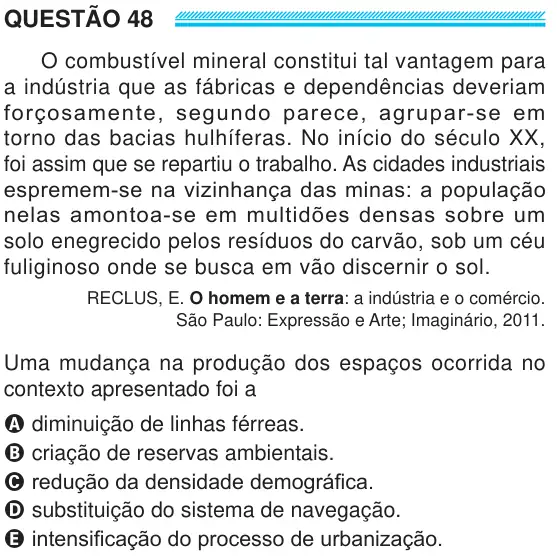 QUESTÃO 48
O combustível mineral constitui tal vantagem para
a indústria que as fábricas e dependências deveriam
forçosamente, segundo parece, agrupar-se em
torno das bacias hulhíferas. No início do século XX,
foi assim que se repartiu o trabalho. As cidades industriais
espremem-se na vizinhança das minas: a população
nelas amontoa-se em multidões densas sobre um
solo enegrecido pelos resíduos do carvão, sob um céu
fuliginoso onde se busca em vão discernir o sol.
RECLUS, E. O homem e a terra: a indústria e o comércio.
São Paulo: Expressão e Arte; Imaginário, 2011.
Uma mudança na produção dos espaços ocorrida no
contexto apresentado foi a
A diminuição de linhas férreas.
B criação de reservas ambientais.
C redução da densidade demográfica.
D substituição do sistema de navegação.
E intensificação do processo de urbanização.